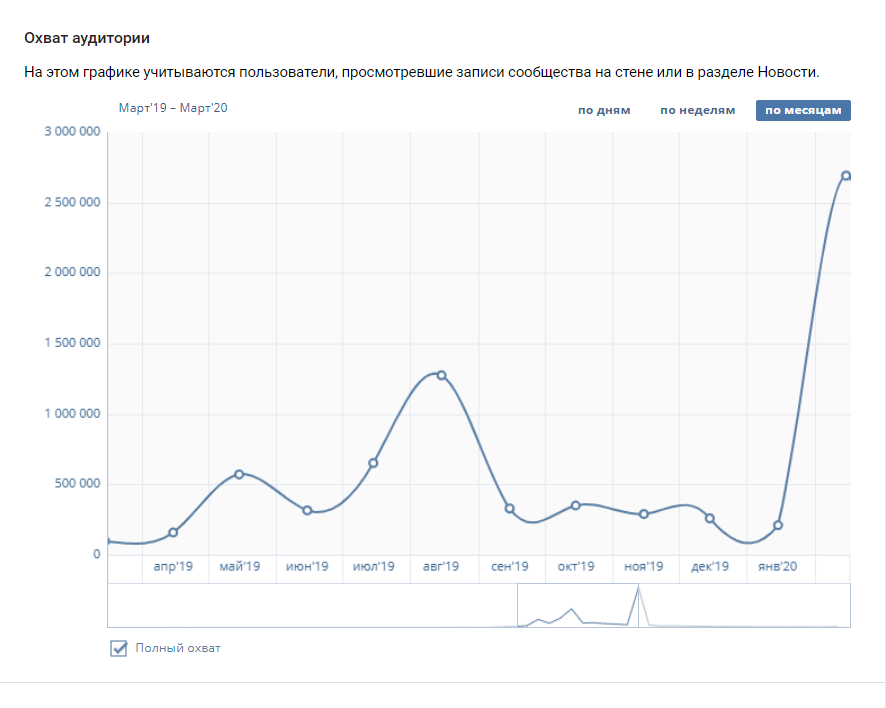 Охват аудитории
На этом графике учитываются пользователи, просмотревшие записи сообщества на стене или в разделе Новости.
Март'19 – Март'20
по дням по неделям по месяцам
3 000 000
2 500 000
2 000 000
1 500 000
1 000 000
500 000
0
апр'19 май'19 июн'19 июл'19 авг'19 сен'19 окт'19 ноя'19 дек'19 янв'20
Полный охват